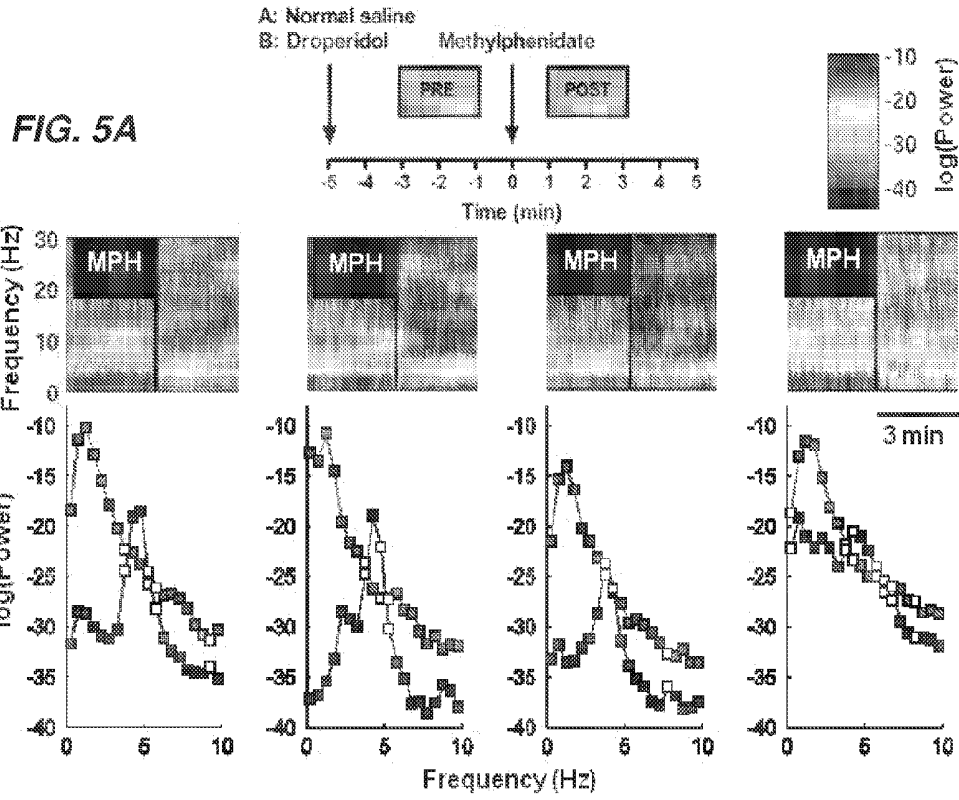 A: Normal saline
B: Droperidol Methylphenidate
PRE POST
FIG. 5A
-5 -4 -3 -2 -1 0 1 2 3 4 5
Time (min)
-10
-20
-30
-40
log(Power)
Frequency (Hz)
30
20
10
0
MPH MPH MPH MPH
3 min
log(Power)
-10 -10 -10 -10
-15 -15 -15 -15
-20 -20 -20 -20
-25 -25 -25 -25
-30 -30 -30 -30
-35 -35 -35 -35
-40 -40 -40 -40
0 5 10 0 5 10 0 5 10 0 5 10
Frequency (Hz)